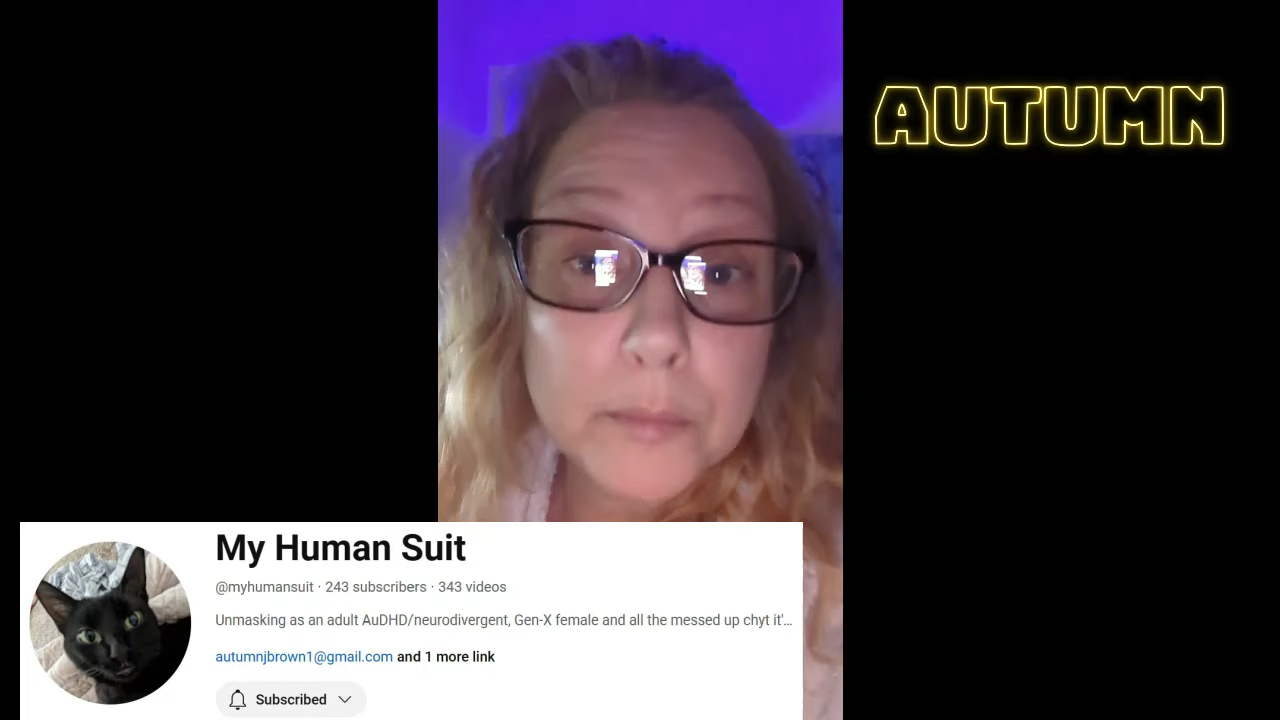 AUTUMN
My Human Suit
@myhumansuit · 243 subscribers · 343 videos
Unmasking as an adult AuDHD/neurodivergent, Gen-X female and all the messed up chyt it'...
autumnjbrown1@gmail.com and 1 more link
Subscribed